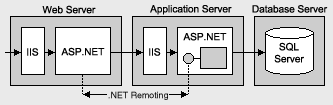 Web Server
Application Server
Database Server
IIS
ASP.NET
IIS
ASP.NET
SQL
Server
.NET Remoting